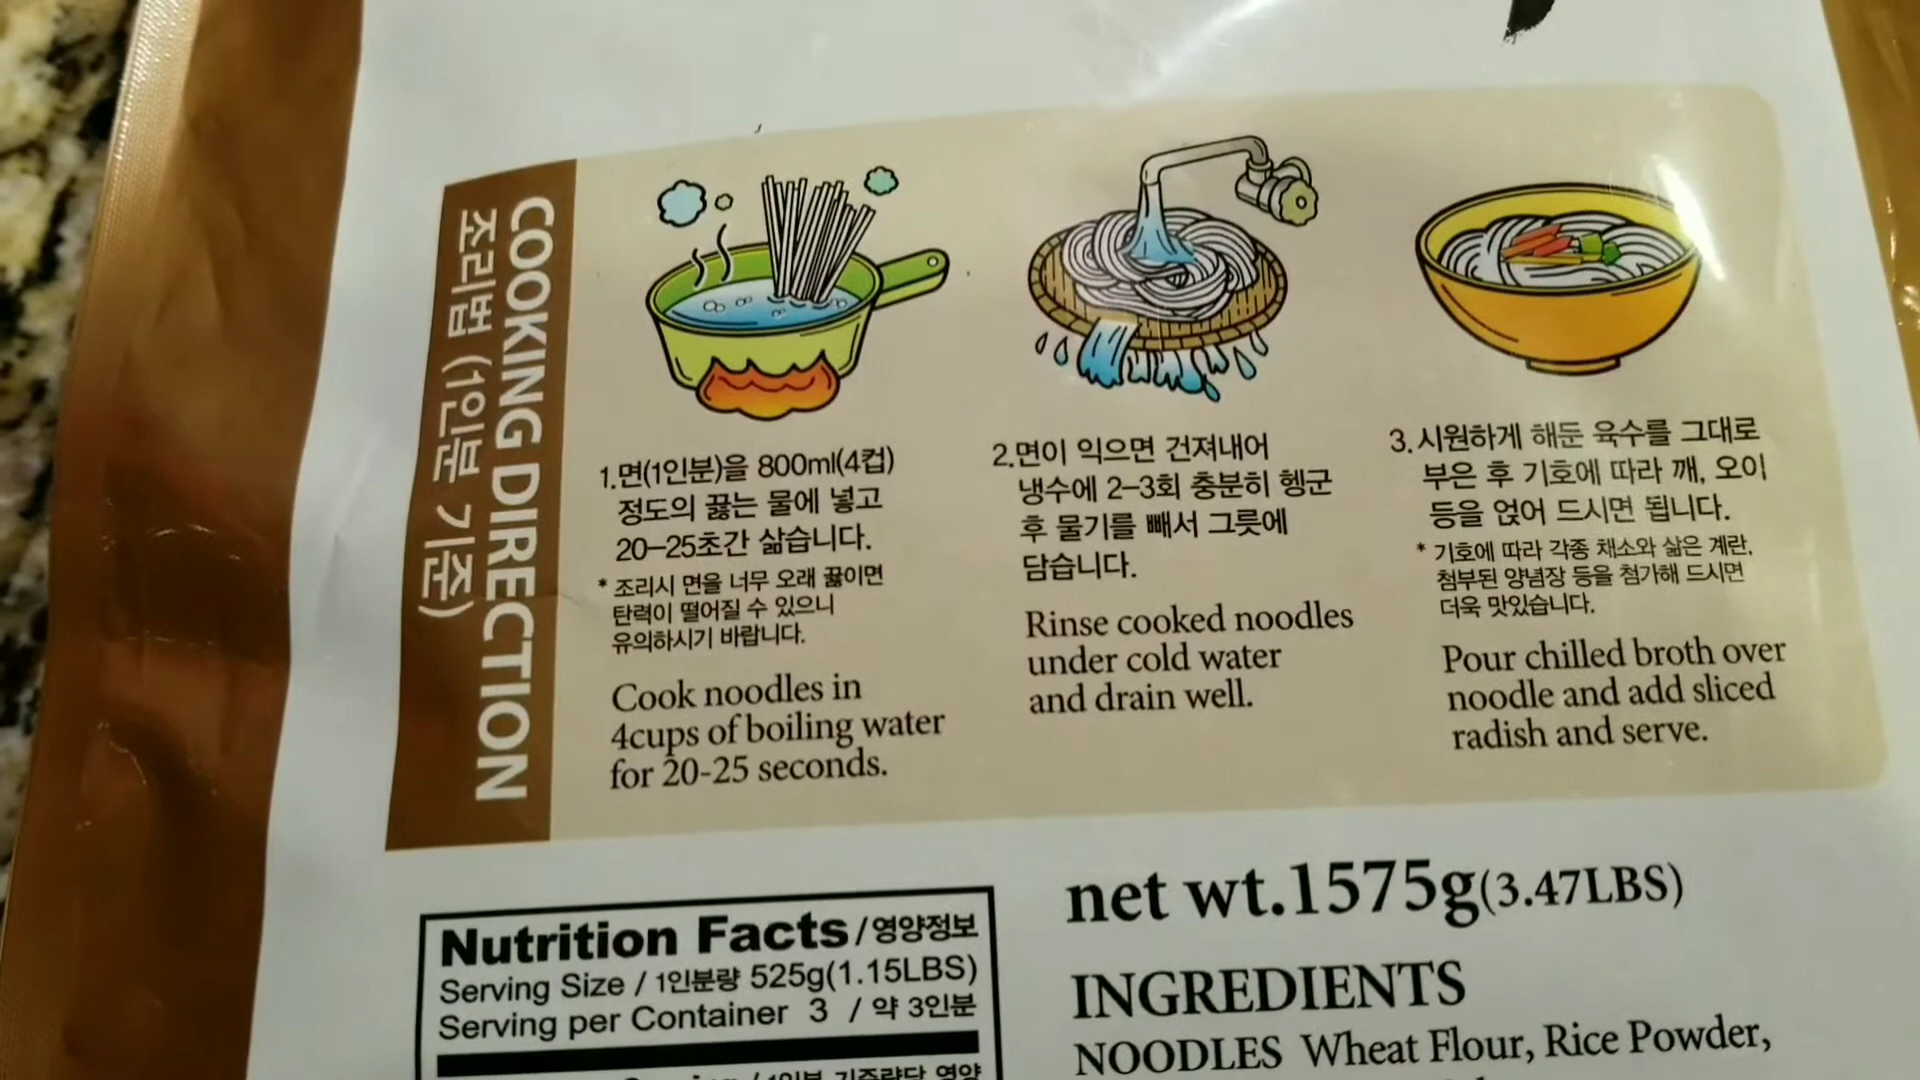 COOKING DIRECTION
조리법 (1인분 기준)
1.면(1인분)을 800ml(4컵)
정도의 끓는 물에 넣고
20-25초간 삶습니다.
* 조리시 면을 너무 오래 끓이면
탄력이 떨어질 수 있으니
유의하시기 바랍니다.
Cook noodles in
4cups of boiling water
for 20-25 seconds.
2.면이 익으면 건져내어
냉수에 2-3회 충분히 헹군
후 물기를 빼서 그릇에
담습니다.
Rinse cooked noodles
under cold water
and drain well.
3.시원하게 해둔 육수를 그대로
부은 후 기호에 따라 깨, 오이
등을 얹어 드시면 됩니다.
* 기호에 따라 각종 채소와 삶은 계란,
첨부된 양념장 등을 첨가해 드시면
더욱 맛있습니다.
Pour chilled broth over
noodle and add sliced
radish and serve.
Nutrition Facts/영양정보
Serving Size / 1인분량 525g(1.15LBS)
Serving per Container 3 / 약 3인분
net wt.1575g(3.47LBS)
INGREDIENTS
NOODLES Wheat Flour, Rice Powder,